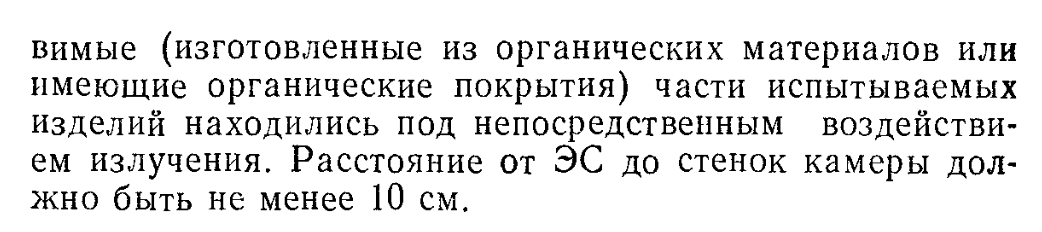 вимые (изготовленные из органических материалов или
имеющие органические покрытия) части испытываемых
изделий находились под непосредственным воздействи-
ем излучения. Расстояние от ЭС до стенок камеры дол-
жно быть не менее 10 см.